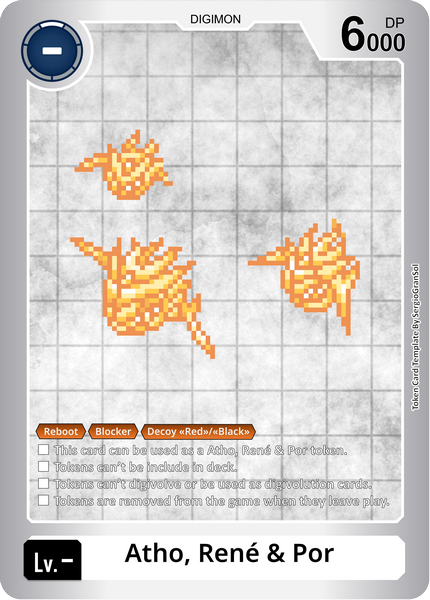 DIGIMON
-
DP
6000
Token Card Template By SergioGranSol
Reboot Blocker Decoy «Red»/«Black»
This card can be used as a Atho, René & Por token.
Tokens can't be include in deck.
Tokens can't digivolve or be used as digivolution cards.
Tokens are removed from the game when they leave play.
Lv.-
Atho, René & Por